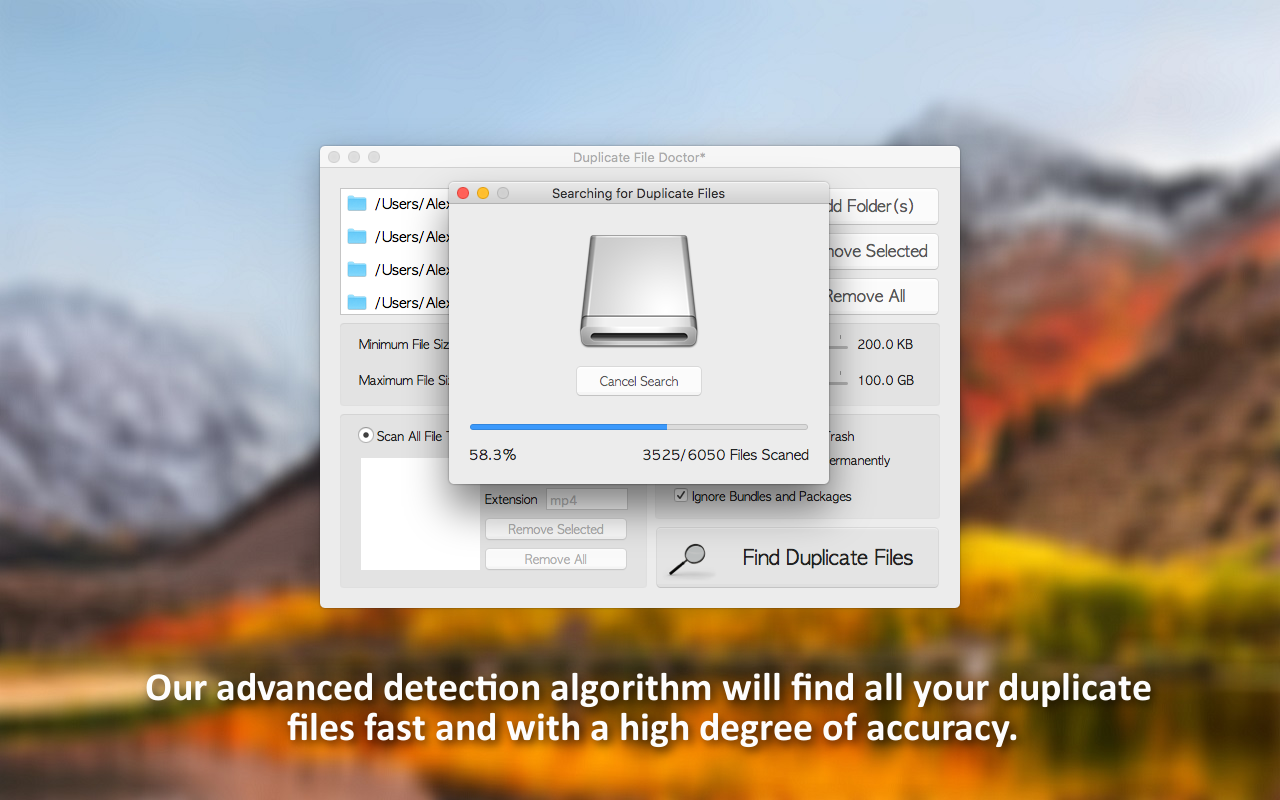 Duplicate File Doctor*
Searching for Duplicate Files
/Users/Alex
/Users/Alex
/Users/Alex
/Users/Alex
dd Folder(s)
nove Selected
Remove All
Minimum File Siz
200.0 KB
Maximum File Si
100.0 GB
Cancel Search
58.3%
3525/6050 Files Scaned
Scan All File T
Trash
ermanently
Extension
mp4
Ignore Bundles and Packages
Remove Selected
Remove All
Find Duplicate Files
Our advanced detection algorithm will find all your duplicate
files fast and with a high degree of accuracy.